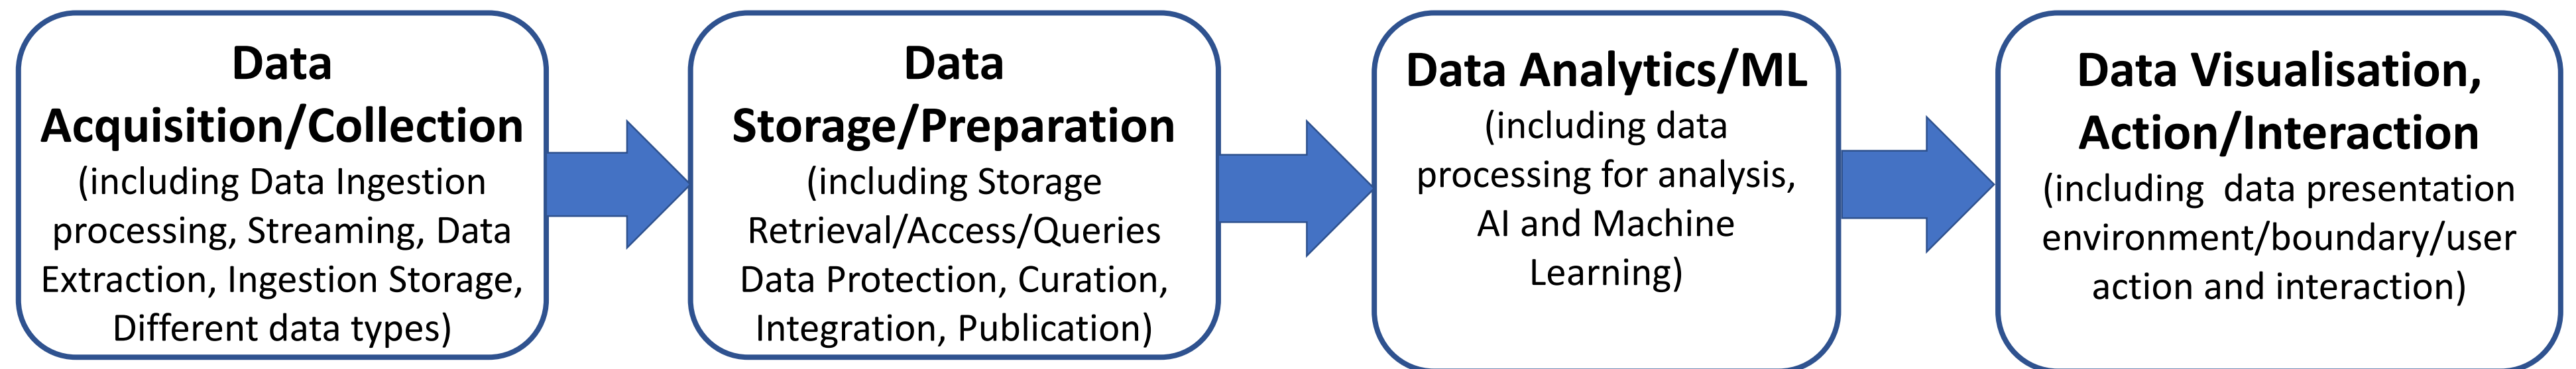 Data
Acquisition/Collection
(including Data Ingestion
processing, Streaming, Data
Extraction, Ingestion Storage,
Different data types)
Data
Storage/Preparation
(including Storage
Retrieval/Access/Queries
Data Protection, Curation,
Integration, Publication)
Data Analytics/ML
(including data
processing for analysis,
AI and Machine
Learning)
Data Visualisation,
Action/Interaction
(including  data presentation
environment/boundary/user
action and interaction)